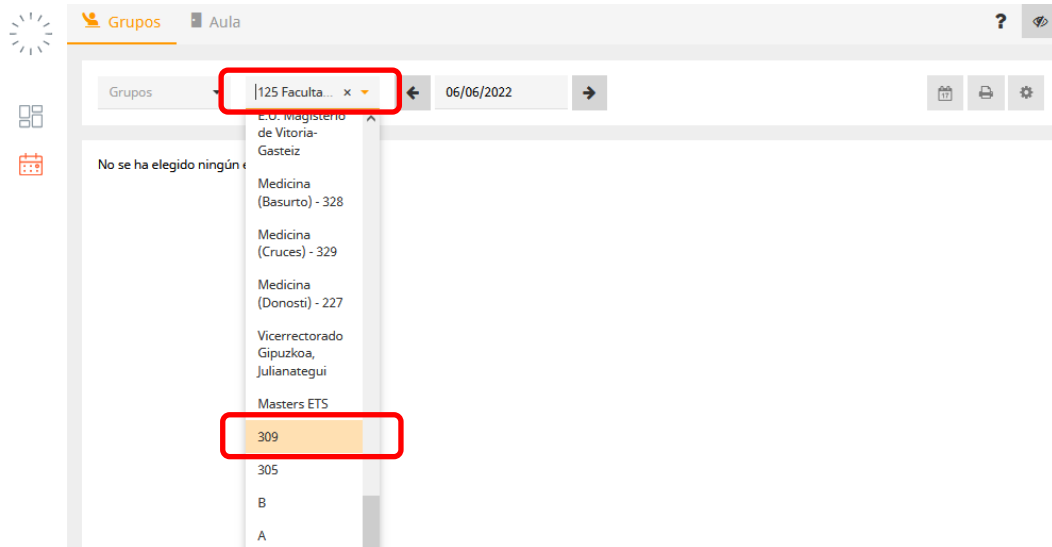 Grupos
Aula
?
Grupos
125 Faculta... ×
06/06/2022
17
E.U. Magisterio
de Vitoria-
Gasteiz
No se ha elegido ningún
Medicina
(Basurto) - 328
Medicina
(Cruces) - 329
Medicina
(Donosti) - 227
Vicerrectorado
Gipuzkoa,
Julianategui
Masters ETS
309
305
B
A